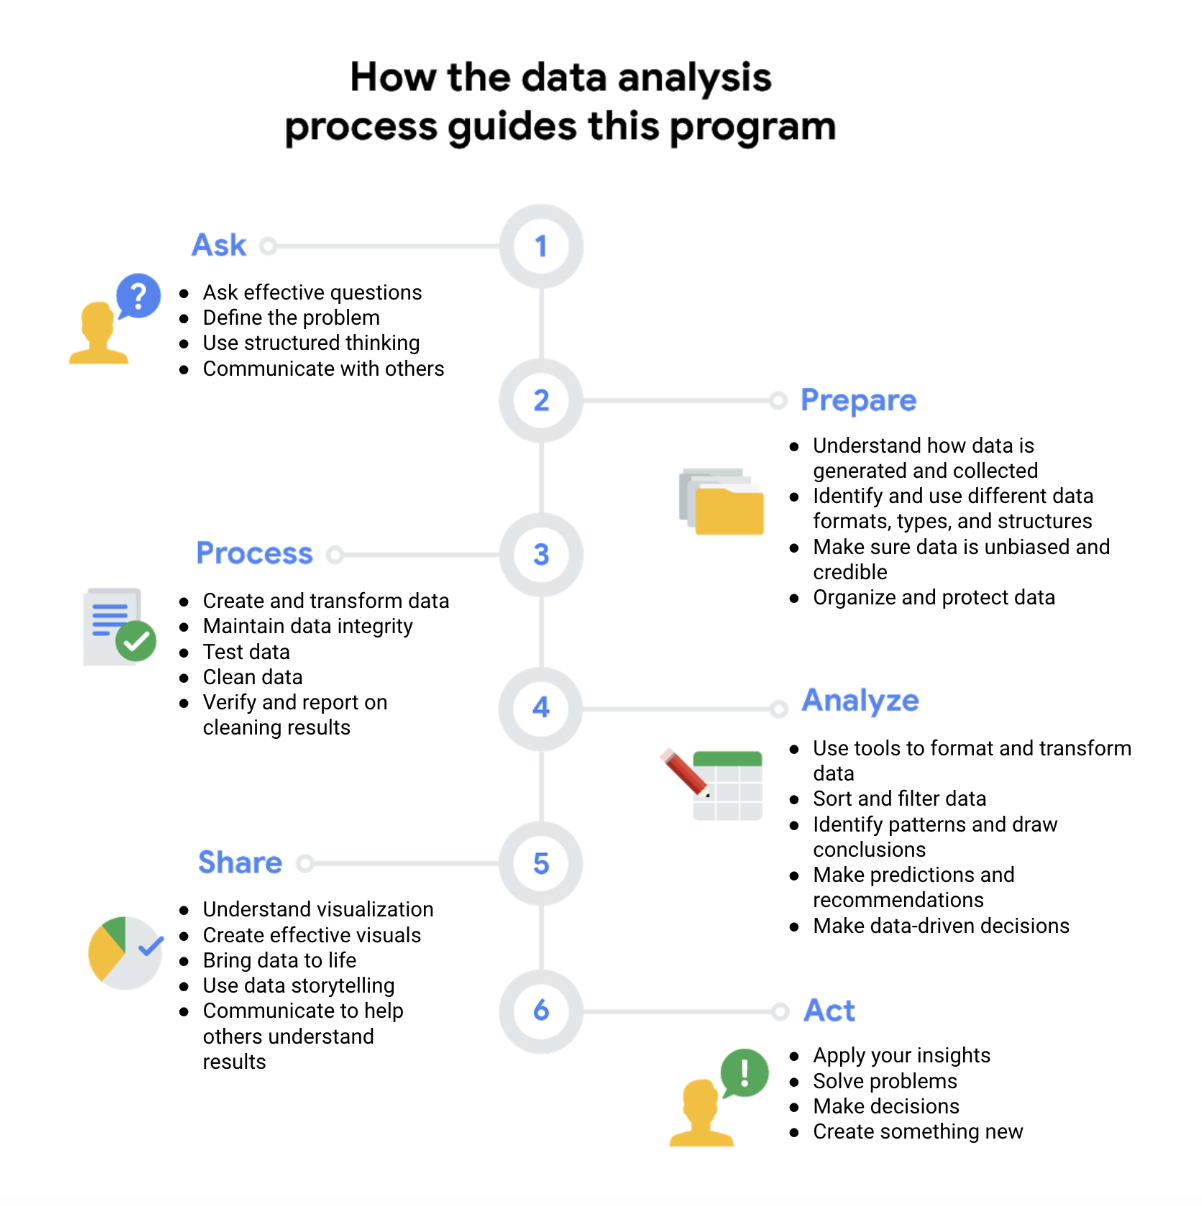 How the data analysis
process guides this program
1
Ask
?
● Ask effective questions
● Define the problem
● Use structured thinking
● Communicate with others
2
Prepare
● Understand how data is
generated and collected
● Identify and use different data
formats, types, and structures
● Make sure data is unbiased and
credible
● Organize and protect data
3
Process
● Create and transform data
● Maintain data integrity
● Test data
● Clean data
● Verify and report on
cleaning results
4
Analyze
● Use tools to format and transform
data
● Sort and filter data
● Identify patterns and draw
conclusions
● Make predictions and
recommendations
● Make data-driven decisions
5
Share
● Understand visualization
● Create effective visuals
● Bring data to life
● Use data storytelling
● Communicate to help
others understand
results
6
Act
!
● Apply your insights
● Solve problems
● Make decisions
● Create something new